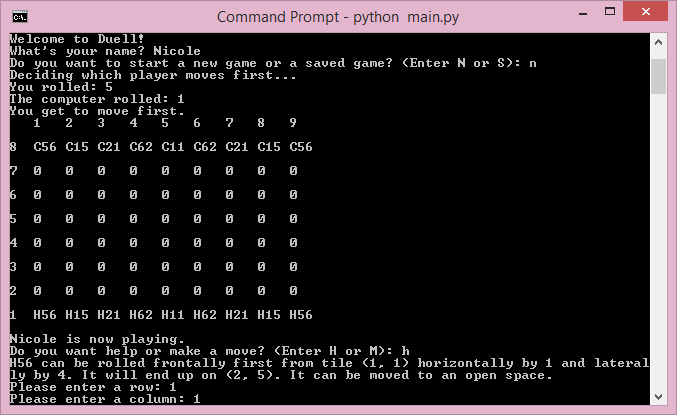 Command Prompt - python  main.py
Welcome to Duell!
What's your name? Nicole
Do you want to start a new game or a saved game? (Enter N or S): n
Deciding which player moves first...
You rolled: 5
The computer rolled: 1
You get to move first.
1 2 3 4 5 6 7 8 9
8 C56 C15 C21 C62 C11 C62 C21 C15 C56
7 0 0 0 0 0 0 0 0 0
6 0 0 0 0 0 0 0 0 0
5 0 0 0 0 0 0 0 0 0
4 0 0 0 0 0 0 0 0 0
3 0 0 0 0 0 0 0 0 0
2 0 0 0 0 0 0 0 0 0
1 H56 H15 H21 H62 H11 H62 H21 H15 H56
Nicole is now playing.
Do you want help or make a move? (Enter H or M): h
H56 can be rolled frontally first from tile (1, 1) horizontally by 1 and lateral
ly by 4. It will end up on (2, 5). It can be moved to an open space.
Please enter a row: 1
Please enter a column: 1